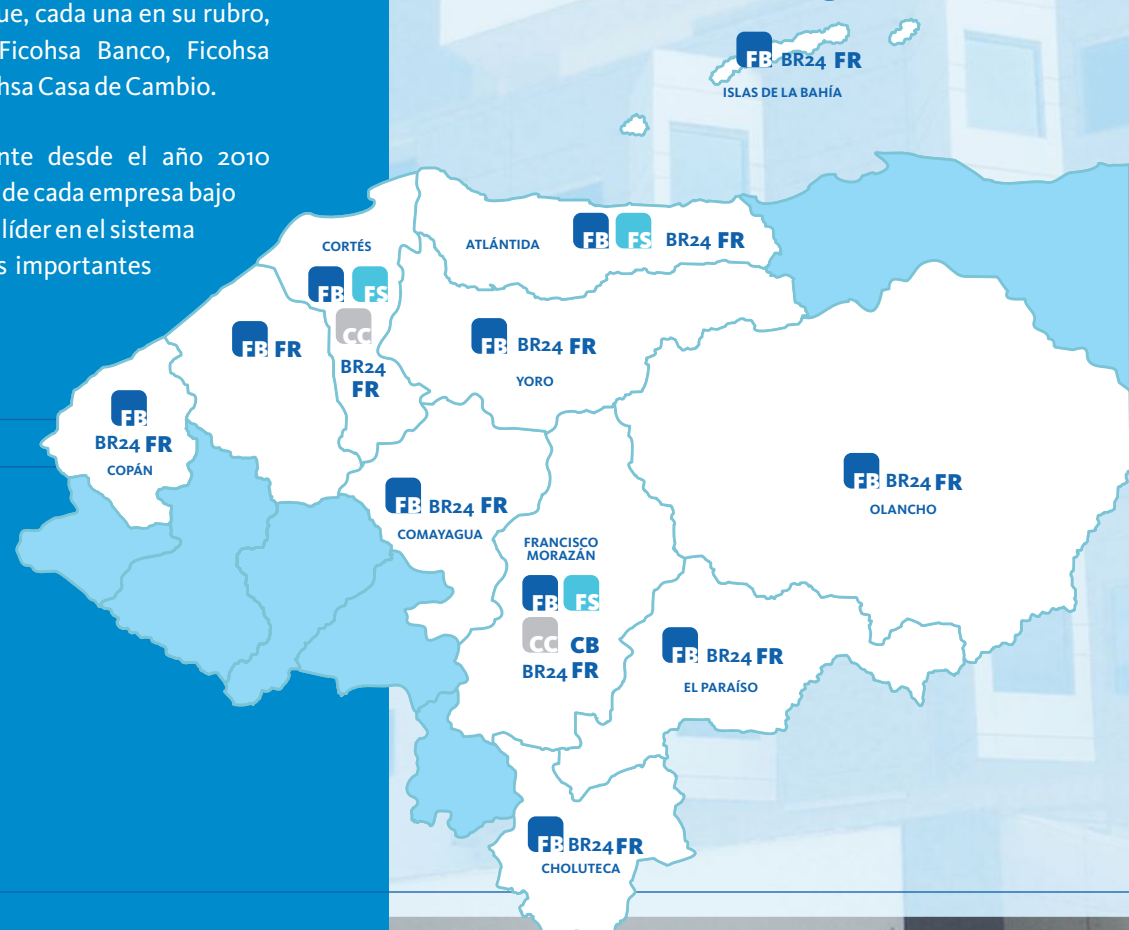 ue, cada una en su rubro,
Ficohsa Banco, Ficohsa
hsa Casa de Cambio.
nte desde el año 2010
de cada empresa bajo
líder en el sistema
s importantes
FB BR24 FR
ISLAS DE LA BAHÍA
CORTÉS
FB FS
CC
BR24
FR
ATLÁNTIDA
FB FS BR24 FR
FB FR
FB BR24 FR
YORO
FB
BR24 FR
COPÁN
FB BR24 FR
COMAYAGUA
FB BR24 FR
OLANCHO
FRANCISCO
MORAZÁN
FB FS
CC CB
BR24 FR
FB BR24 FR
EL PARAÍSO
FB BR24 FR
CHOLUTECA